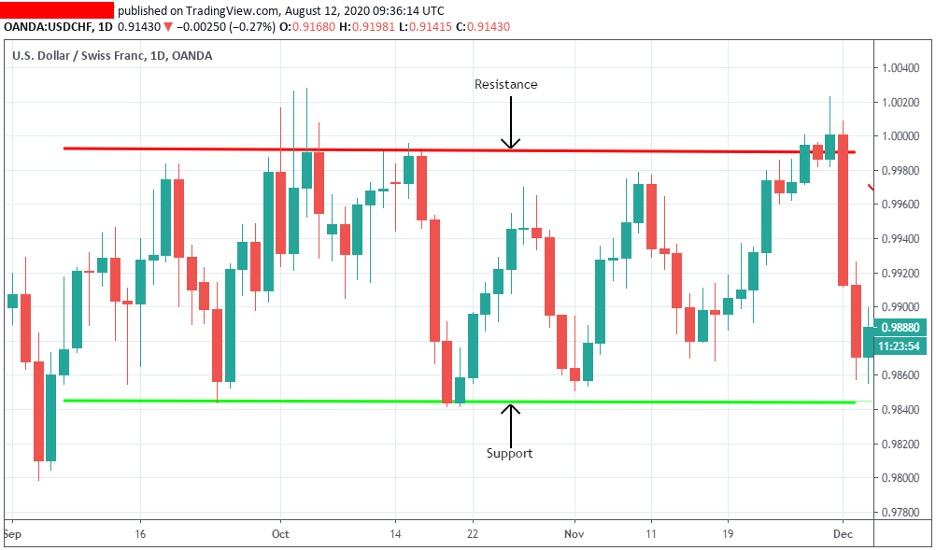 published on TradingView.com, August 12, 2020 09:36:14 UTC
OANDA:USDCHF, 1D 0.91430 ▼ −0.00250 (−0.27%) O:0.91680 H:0.91981 L:0.91415 C:0.91430
U.S. Dollar / Swiss Franc, 1D, OANDA
Resistance
Support
1.00400
1.00200
1.00000
0.99800
0.99600
0.99400
0.99200
0.99000
0.98880
11:23:54
0.98600
0.98400
0.98200
0.98000
0.97800
Sep 16 Oct 14 22 Nov 11 19 Dec